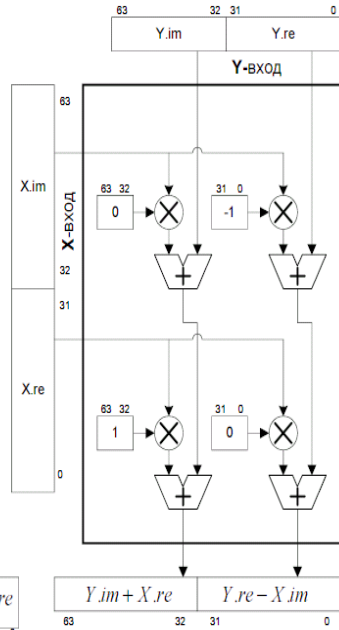 63 32 31 0
Y.im Y.re
Y-вход
63
X.im
X-вход
32
31
X.re
0
63 32 31 0
0 × -1 ×
+ +
63 32 31 0
1 × 0 ×
+ +
re
Y.im + X.re Y.re − X.im
63 32 31 0